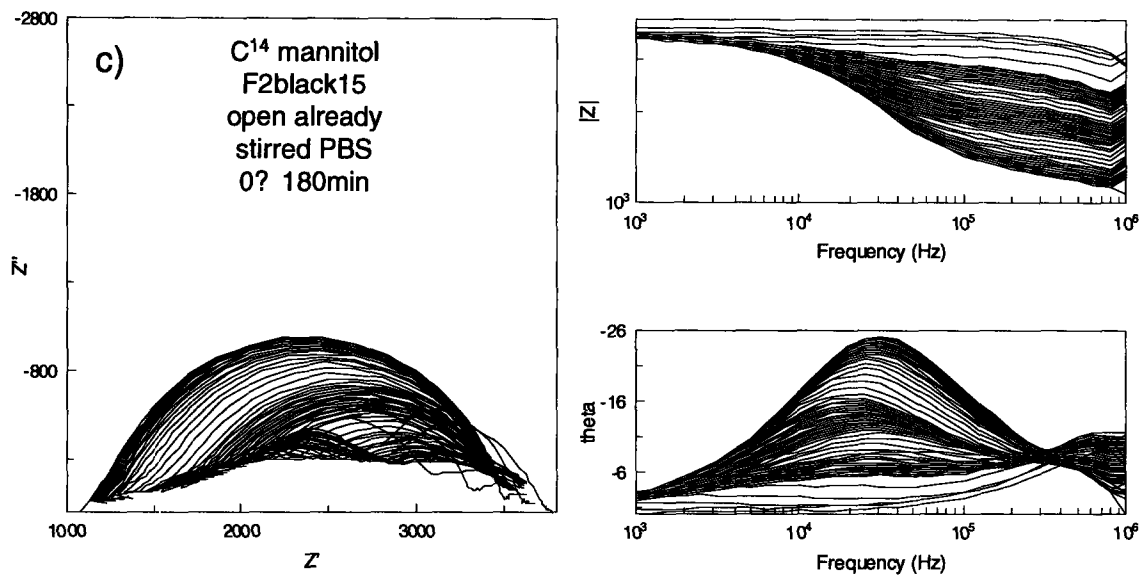 c)
C¹⁴ mannitol
F2black15
open already
stirred PBS
0? 180min
-2800
-1800
-800
Z''
1000
2000
3000
Z'
|Z|
10³
10³
10⁴
10⁵
10⁶
Frequency (Hz)
-26
-16
-6
theta
10³
10⁴
10⁵
10⁶
Frequency (Hz)